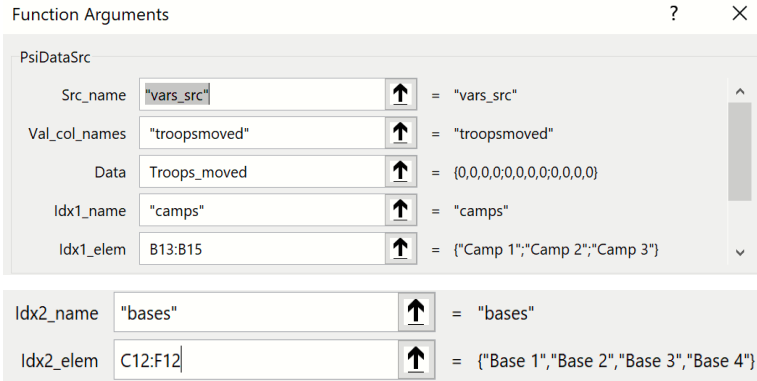 Function Arguments ? ×
PsiDataSrc
Src_name "vars_src" = "vars_src"
Val_col_names "troopsmoved" = "troopsmoved"
Data Troops_moved = {0,0,0,0;0,0,0,0;0,0,0,0}
Idx1_name "camps" = "camps"
Idx1_elem B13:B15 = {"Camp 1";"Camp 2";"Camp 3"}
Idx2_name "bases" = "bases"
Idx2_elem C12:F12 = {"Base 1","Base 2","Base 3","Base 4"}